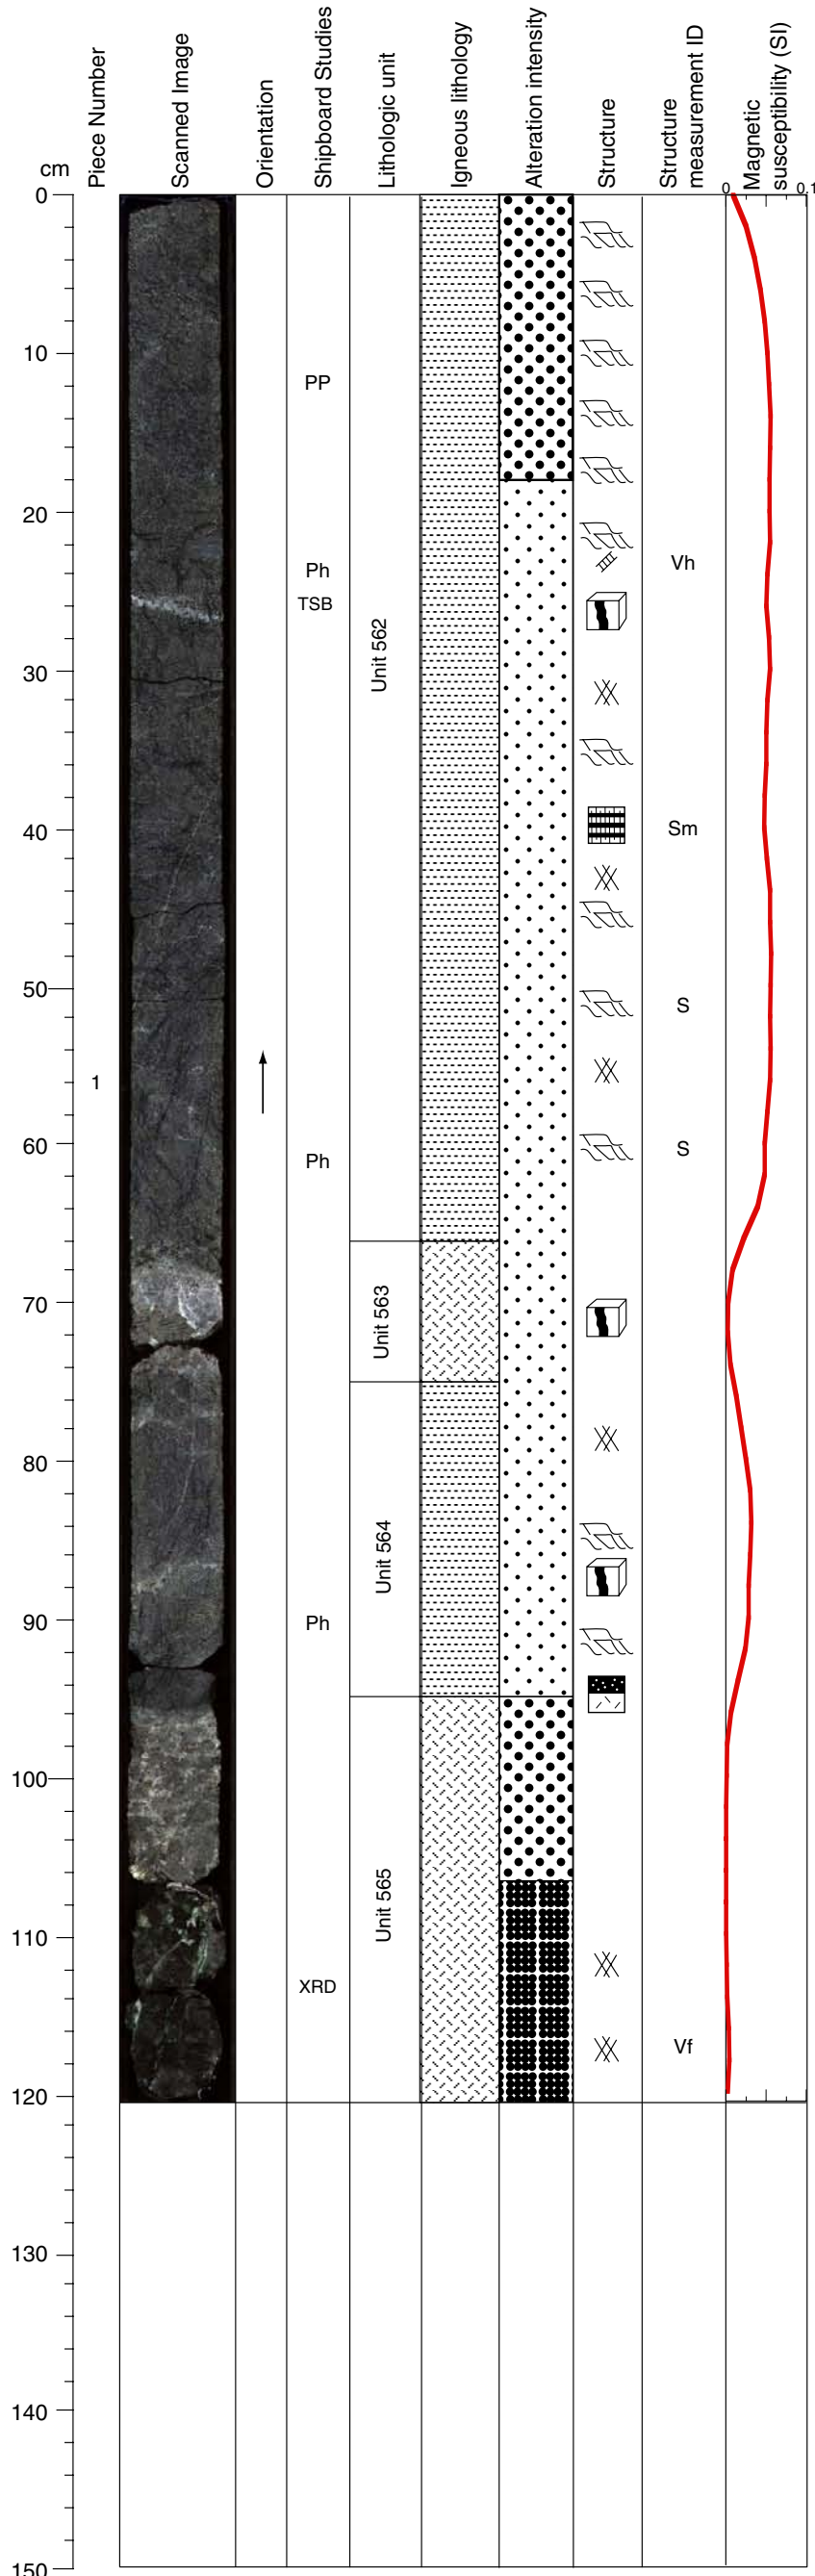 cm
Piece Number
Scanned Image
Orientation
Shipboard Studies
Lithologic unit
Igneous lithology
Alteration intensity
Structure
Structure
measurement ID
Magnetic
susceptibility (SI)
0
0.1
0
10
PP
20
Ph
Vh
TSB
Unit 562
30
40
Sm
50
S
1
60
Ph
S
70
Unit 563
80
Unit 564
90
Ph
100
Unit 565
110
XRD
Vf
120
130
140
150